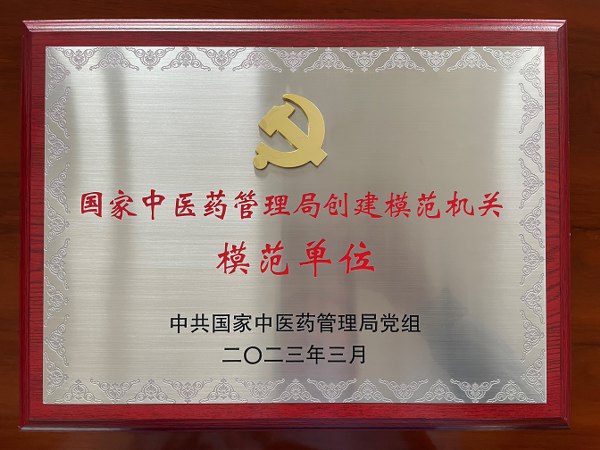 国家中医药管理局创建模范机关
模范单位
中共国家中医药管理局党组
二〇二三年三月